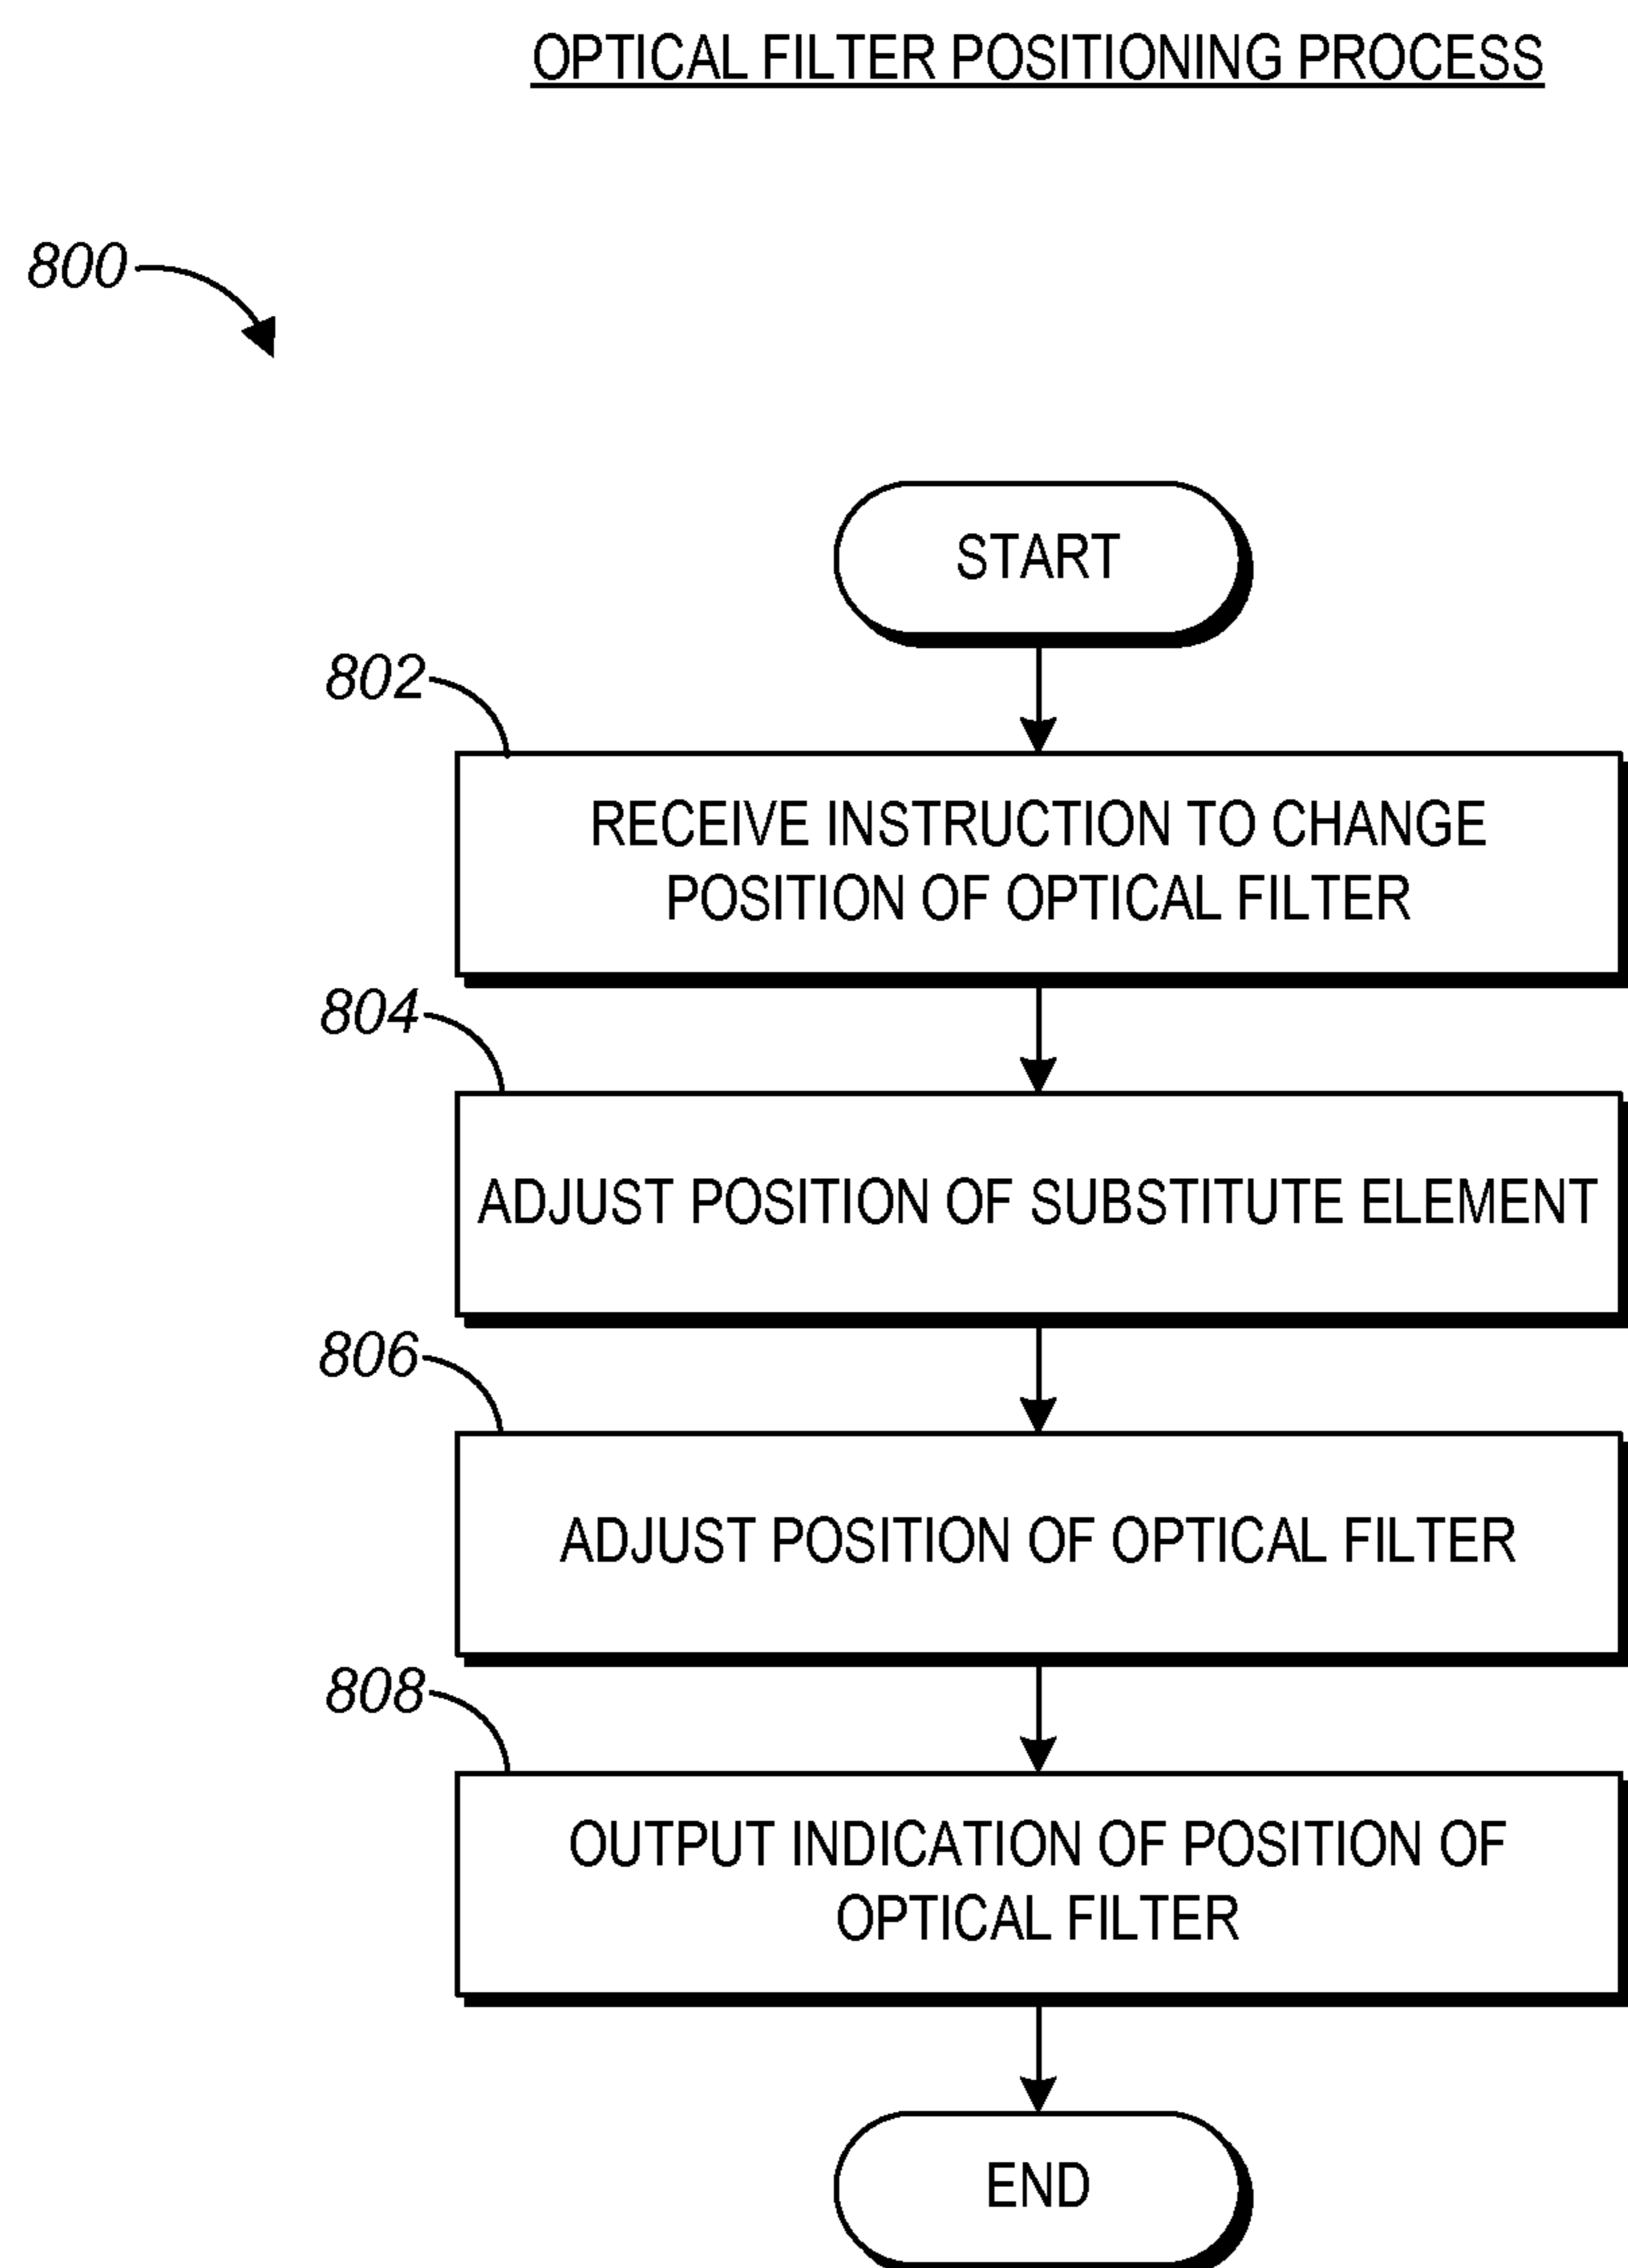 OPTICAL FILTER POSITIONING PROCESS
800
START
802
RECEIVE INSTRUCTION TO CHANGE
POSITION OF OPTICAL FILTER
804
ADJUST POSITION OF SUBSTITUTE ELEMENT
806
ADJUST POSITION OF OPTICAL FILTER
808
OUTPUT INDICATION OF POSITION OF
OPTICAL FILTER
END